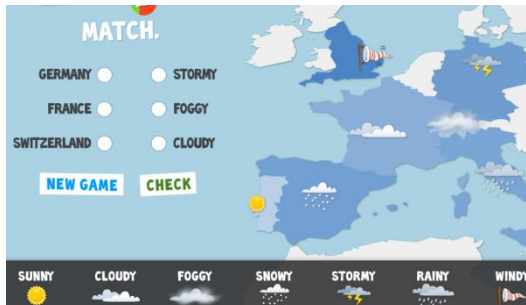 MATCH.
GERMANY STORMY
FRANCE FOGGY
SWITZERLAND CLOUDY
NEW GAME CHECK
SUNNY CLOUDY FOGGY SNOWY STORMY RAINY WINDY